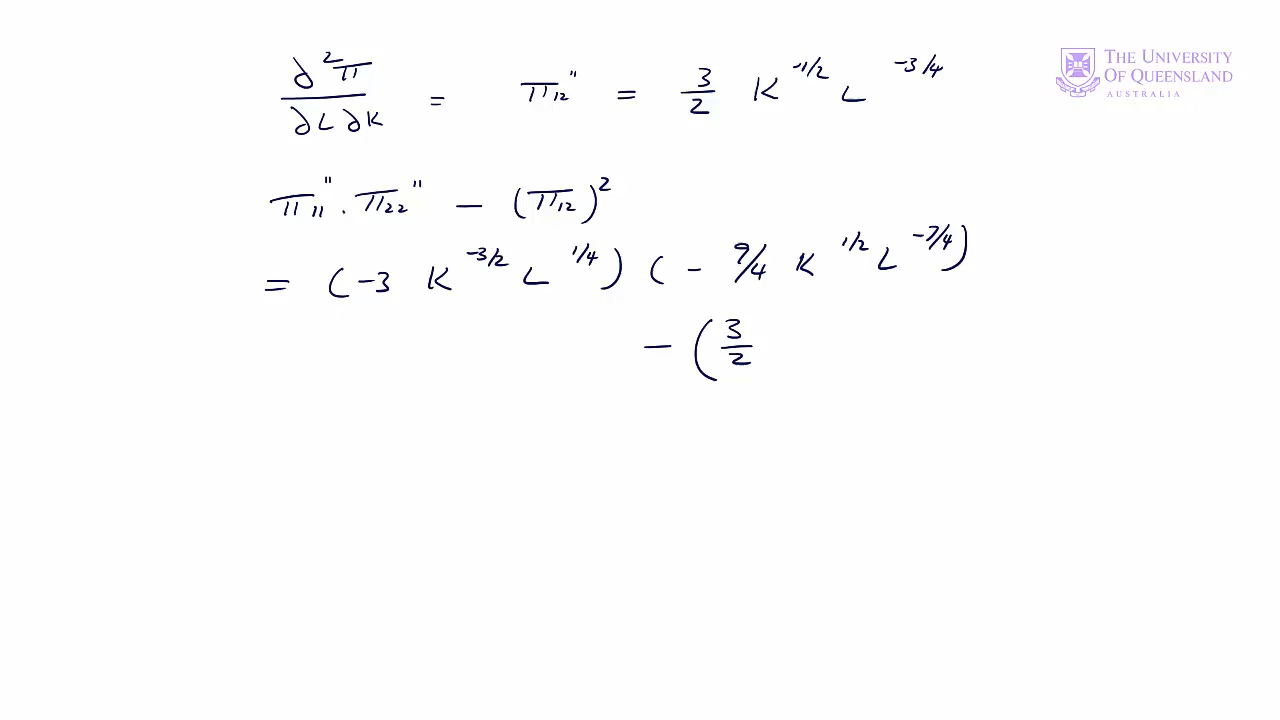 ∂²π / ∂L ∂K = π₁₂'' = 3/2 K^(-1/2) L^(-3/4)
THE UNIVERSITY
OF QUEENSLAND
AUSTRALIA
π₁₁'' . π₂₂'' − (π₁₂)²
= (-3 K^(-3/2) L^(1/4)) (- 9/4 K^(1/2) L^(-7/4))
− (3/2